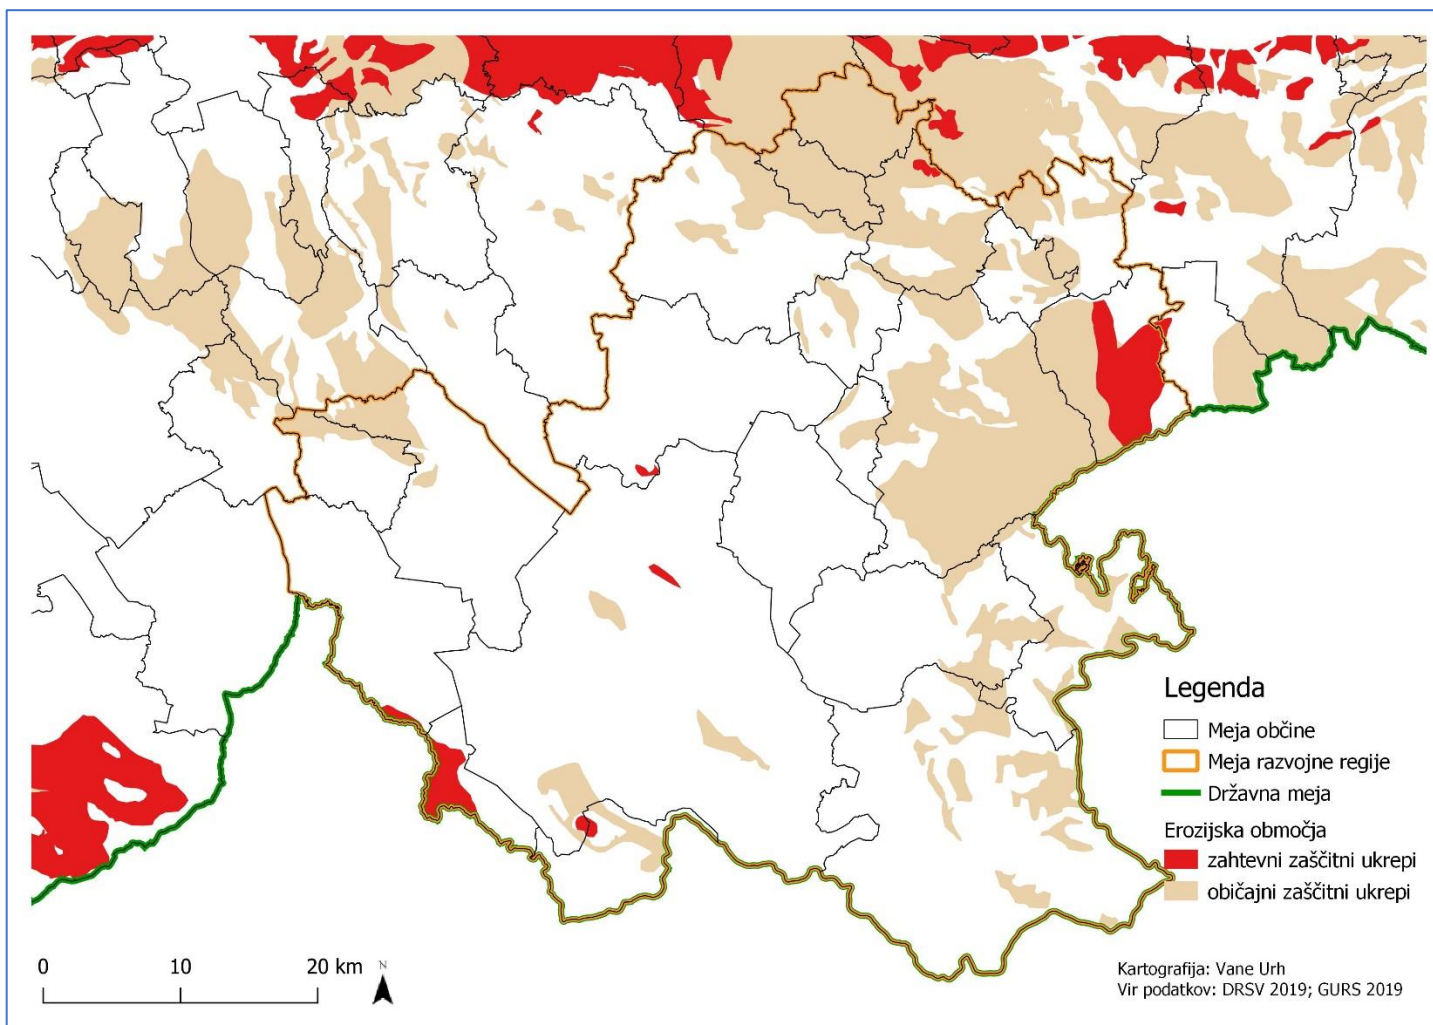 Legenda
Meja občine
Meja razvojne regije
Državna meja
Erozijska območja
zahtevni zaščitni ukrepi
običajni zaščitni ukrepi
0 10 20 km
N
Kartografija: Vane Urh
Vir podatkov: DRSV 2019; GURS 2019